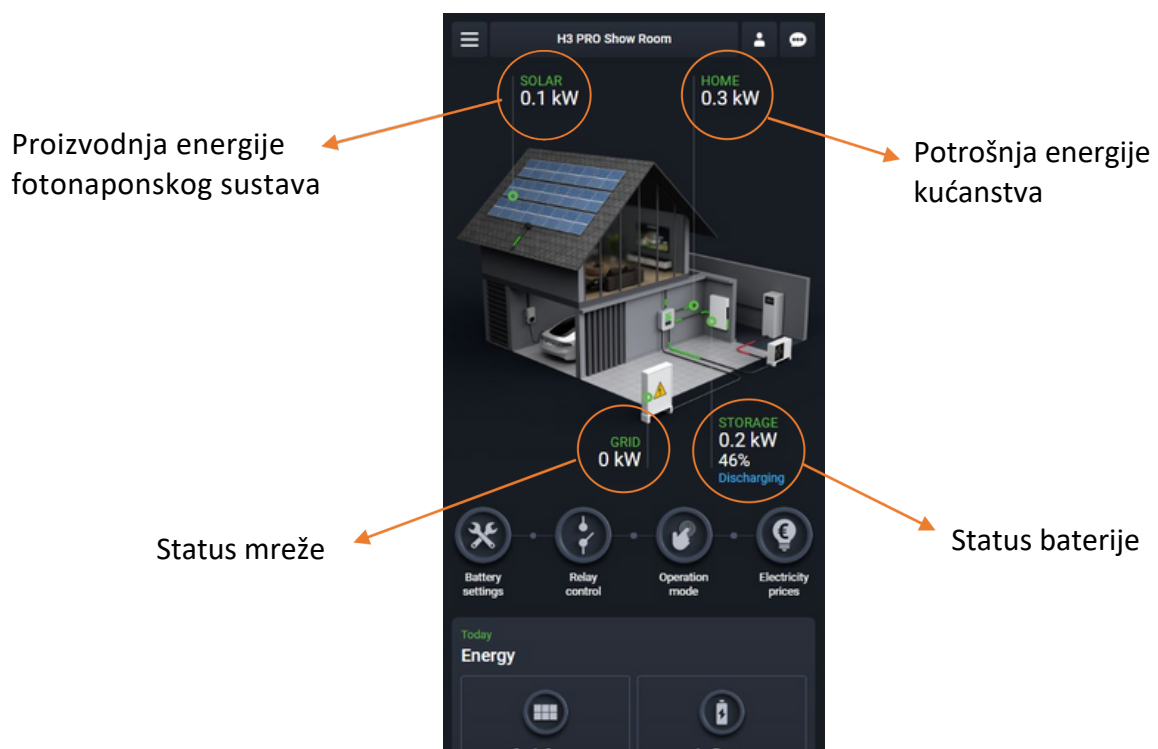 H3 PRO Show Room
SOLAR
0.1 kW
HOME
0.3 kW
Proizvodnja energije
fotonaponskog sustava
Potrošnja energije
kućanstva
GRID
0 kW
STORAGE
0.2 kW
46%
Discharging
Status mreže
Status baterije
Battery
settings
Relay
control
Operation
mode
Electricity
prices
Today
Energy